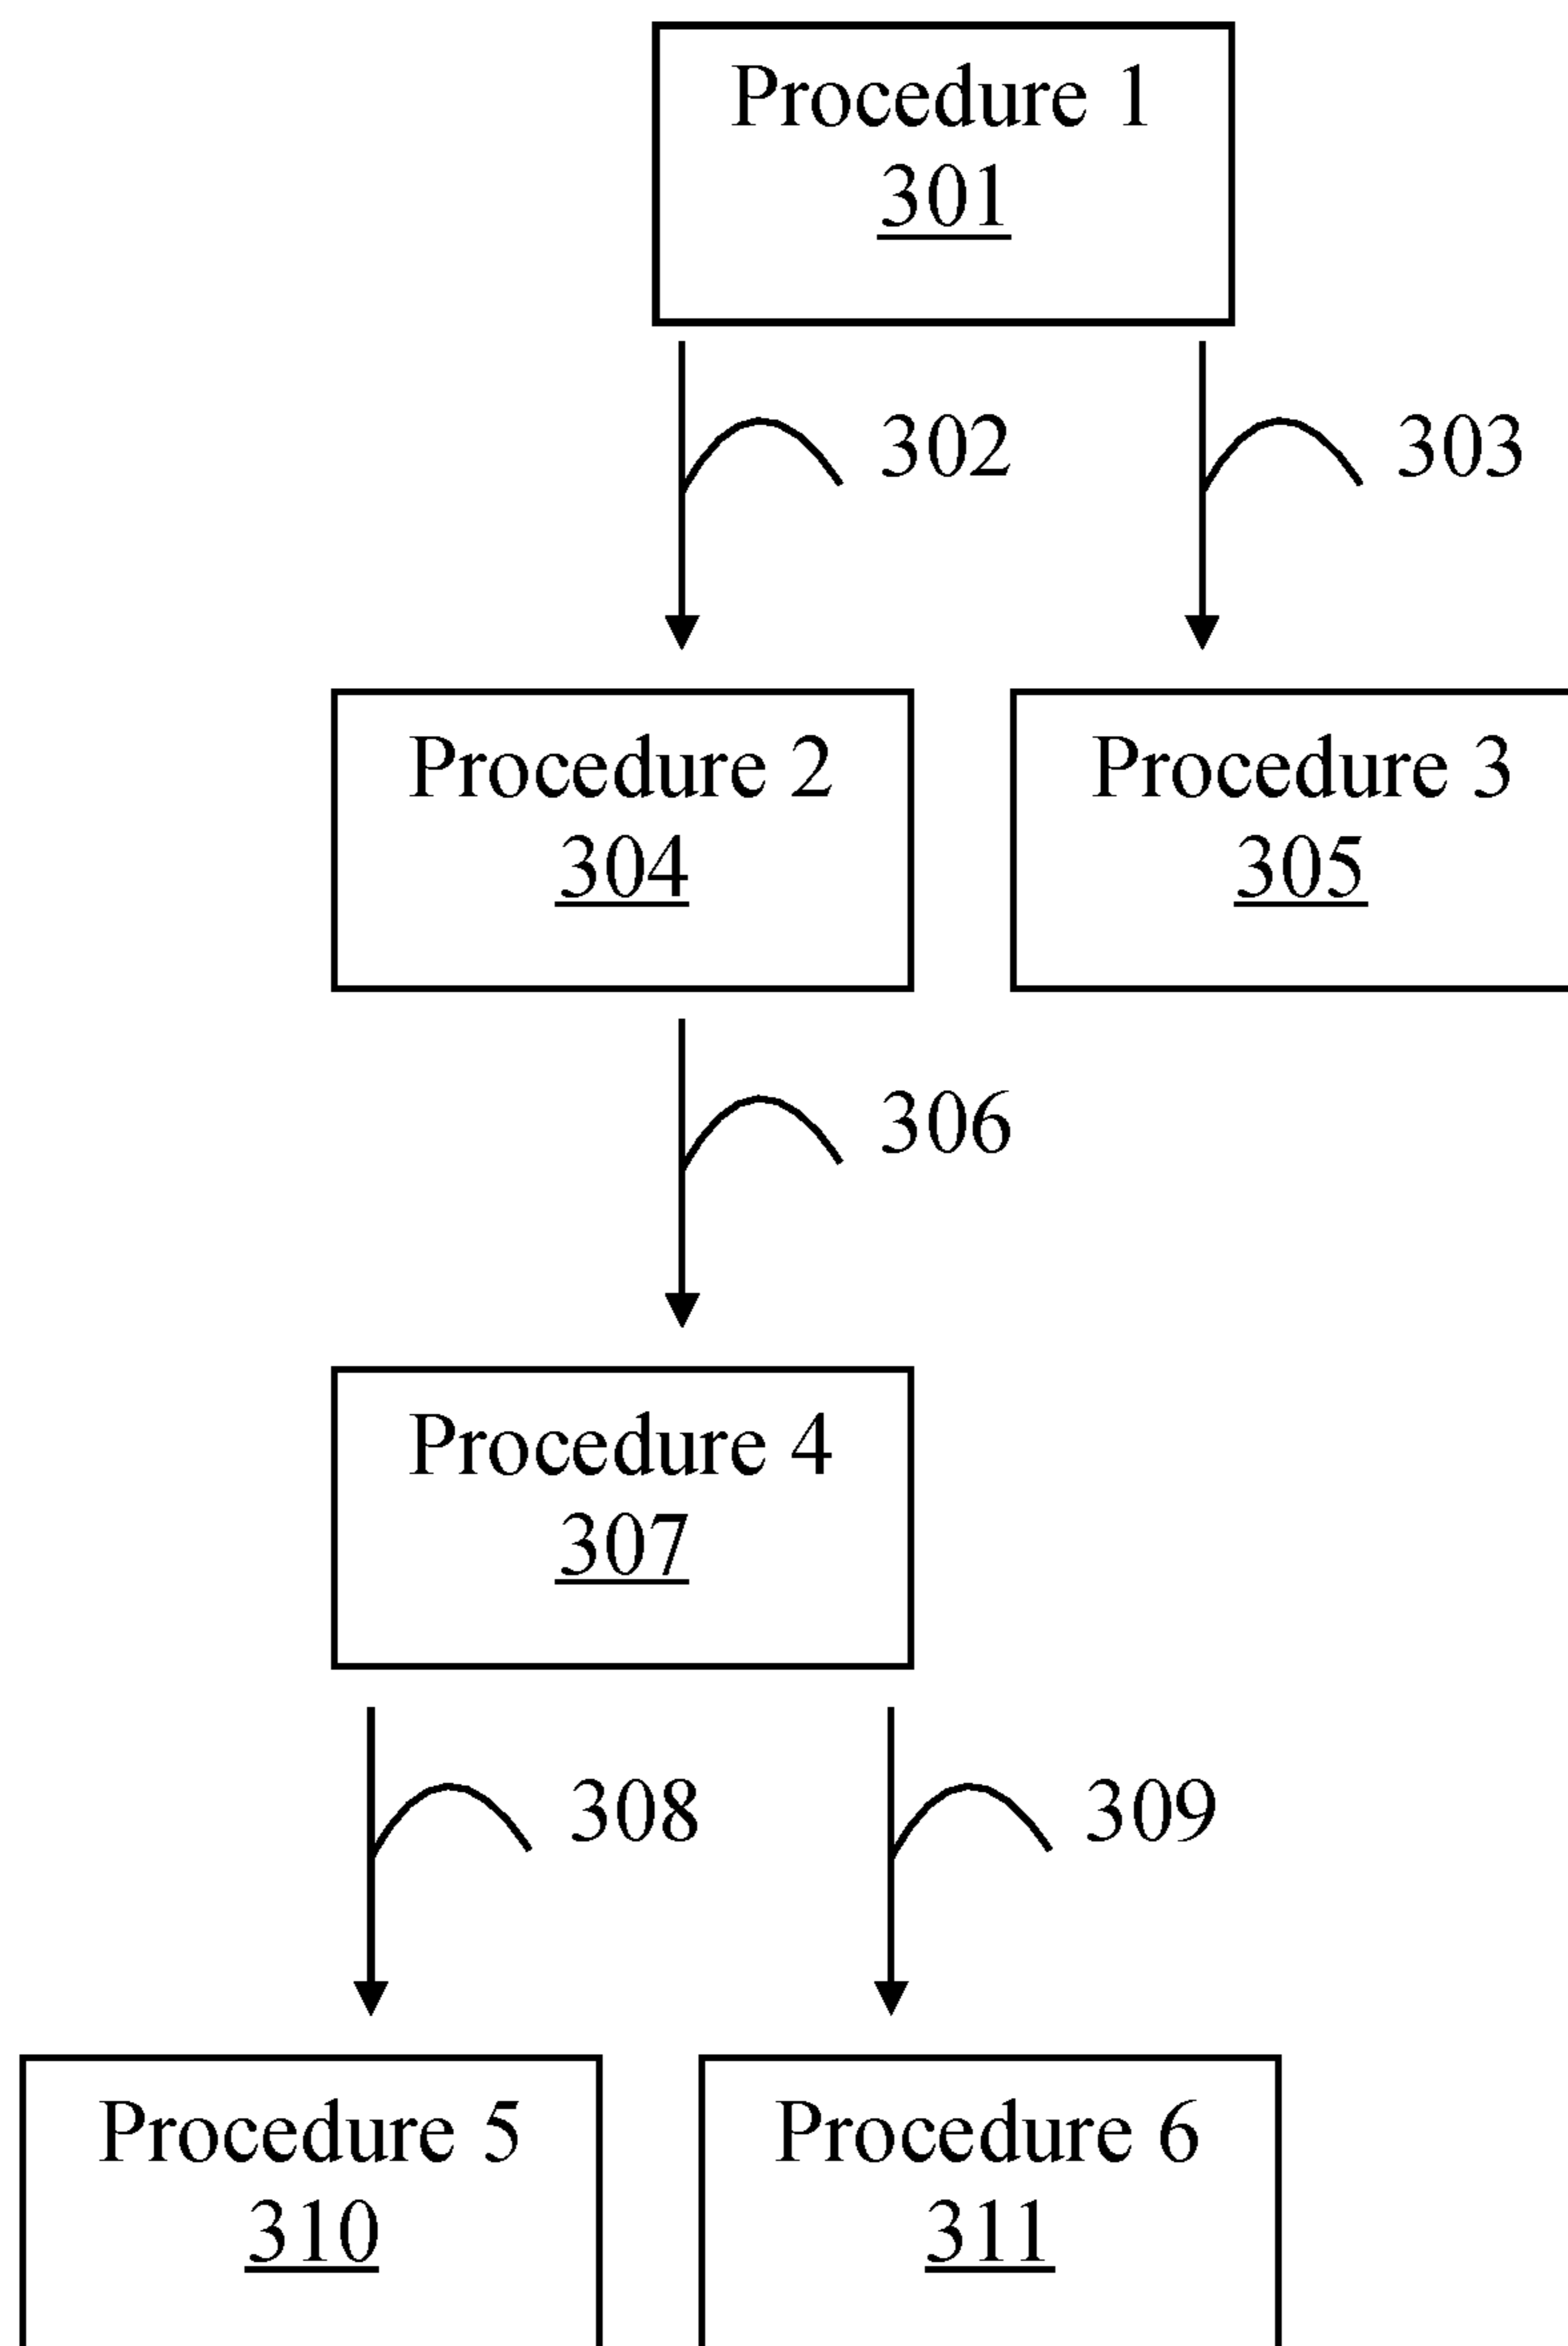 Procedure 1
301
302
303
Procedure 2
304
Procedure 3
305
306
Procedure 4
307
308
309
Procedure 5
310
Procedure 6
311